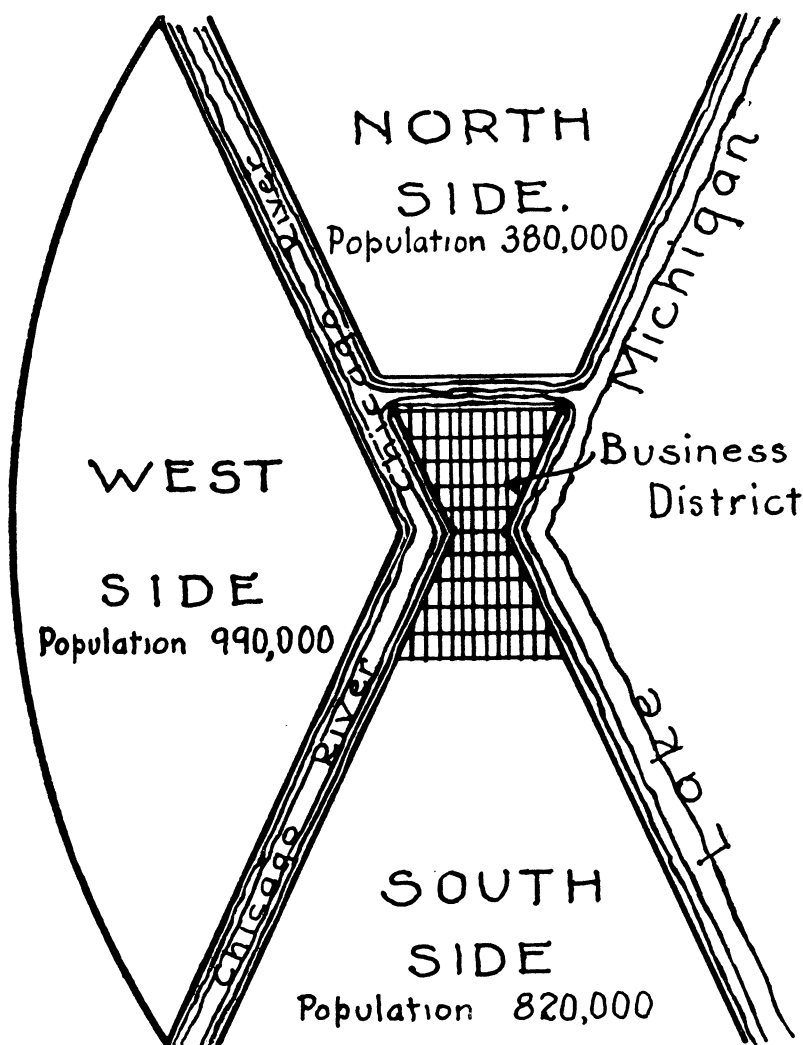 NORTH
SIDE.
Population 380,000
Chicago River
Lake Michigan
Business
District
WEST
SIDE
Population 990,000
Chicago River
SOUTH
SIDE
Population 820,000